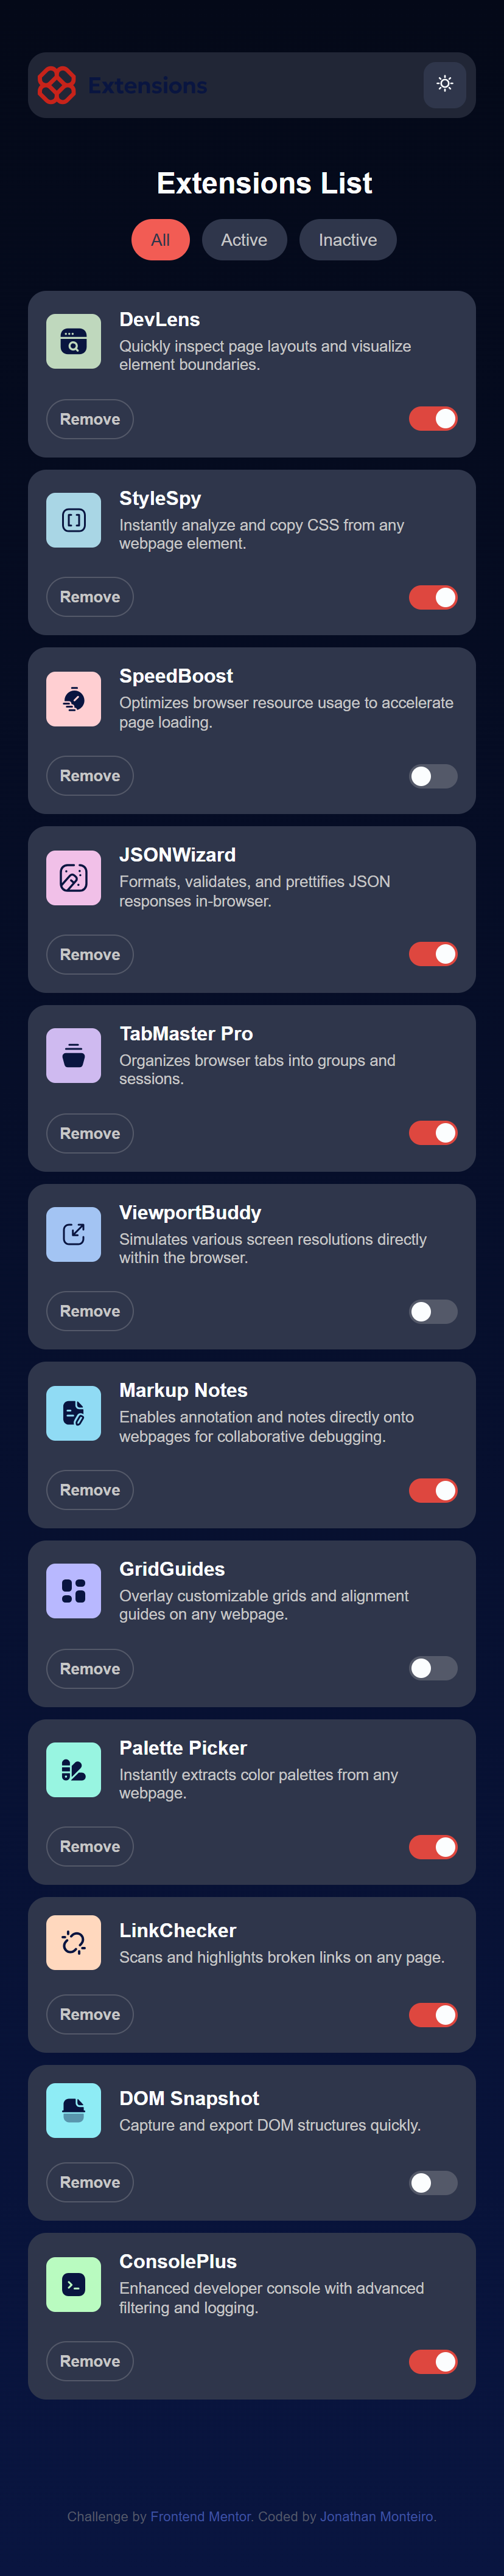 Extensions
Extensions List
All Active Inactive
DevLens
Quickly inspect page layouts and visualize
element boundaries.
Remove
StyleSpy
Instantly analyze and copy CSS from any
webpage element.
Remove
SpeedBoost
Optimizes browser resource usage to accelerate
page loading.
Remove
JSONWizard
Formats, validates, and prettifies JSON
responses in-browser.
Remove
TabMaster Pro
Organizes browser tabs into groups and
sessions.
Remove
ViewportBuddy
Simulates various screen resolutions directly
within the browser.
Remove
Markup Notes
Enables annotation and notes directly onto
webpages for collaborative debugging.
Remove
GridGuides
Overlay customizable grids and alignment
guides on any webpage.
Remove
Palette Picker
Instantly extracts color palettes from any
webpage.
Remove
LinkChecker
Scans and highlights broken links on any page.
Remove
DOM Snapshot
Capture and export DOM structures quickly.
Remove
ConsolePlus
Enhanced developer console with advanced
filtering and logging.
Remove
Challenge by Frontend Mentor. Coded by Jonathan Monteiro.